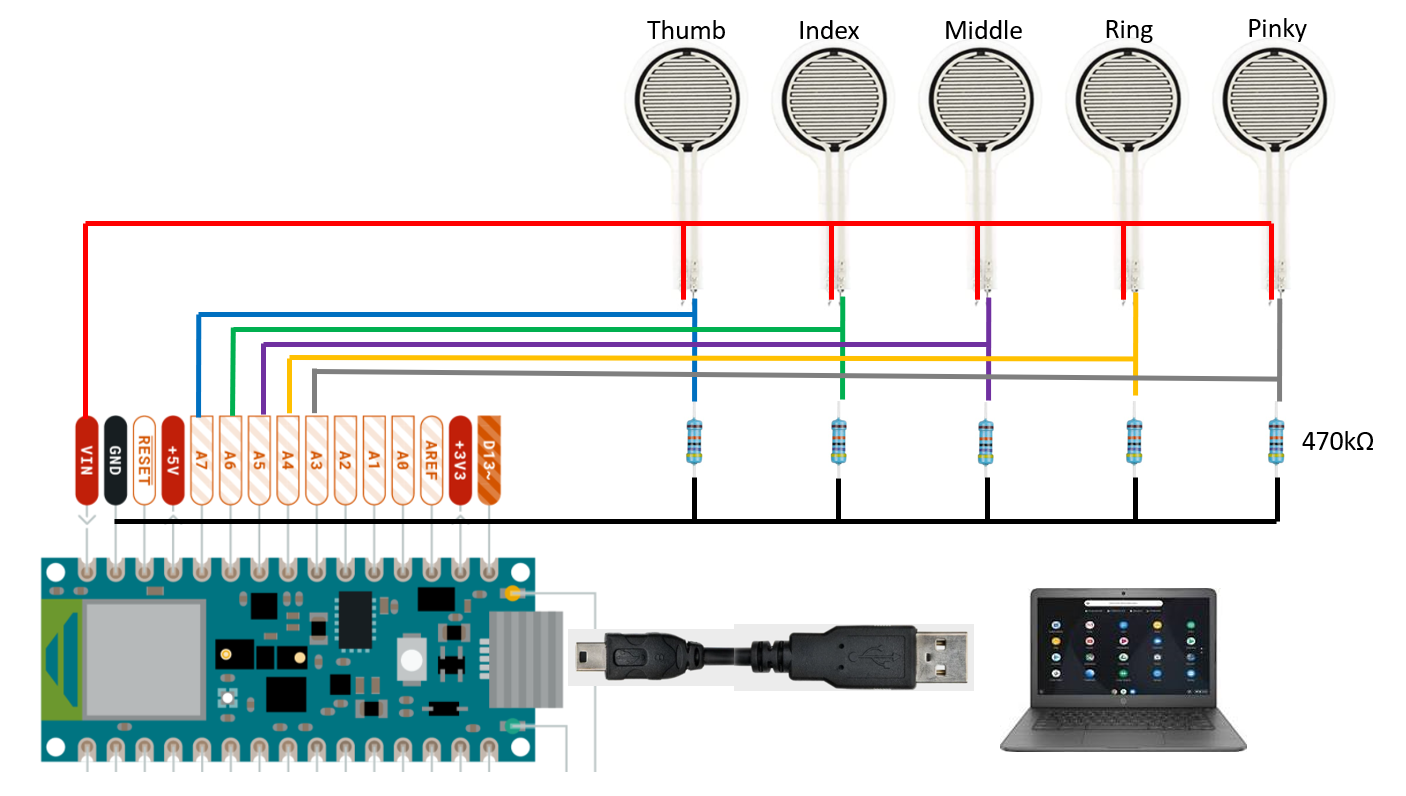 Thumb
Index
Middle
Ring
Pinky
470kΩ
VIN
GND
RESET
+5V
A7
A6
A5
A4
A3
A2
A1
A0
AREF
+3V3
D13~